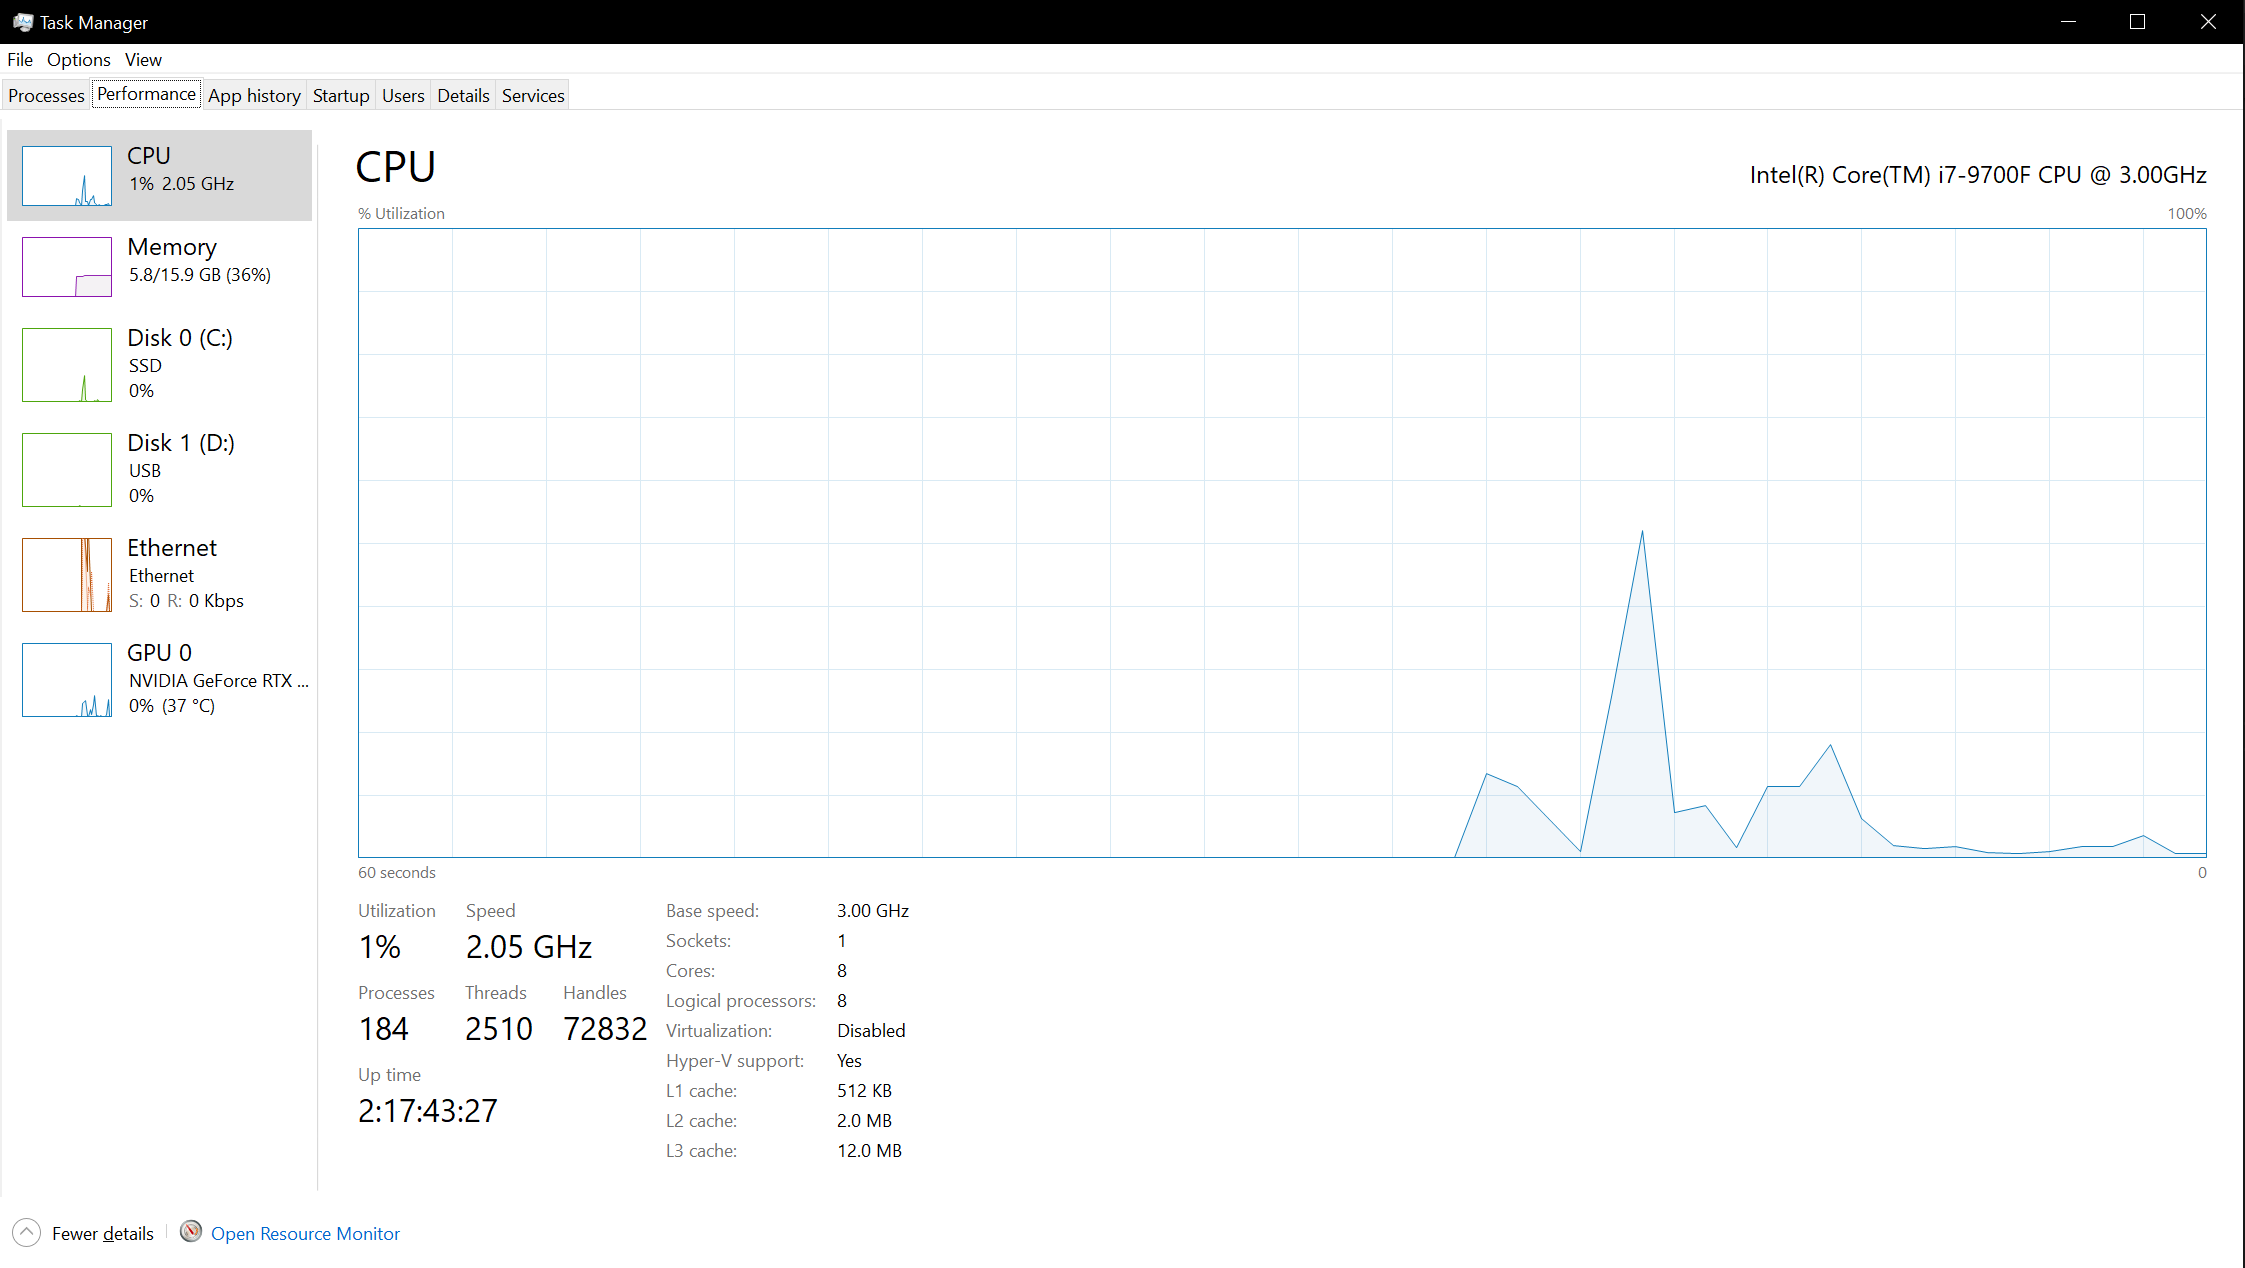 Task Manager
File Options View
Processes Performance App history Startup Users Details Services
CPU
1% 2.05 GHz
Memory
5.8/15.9 GB (36%)
Disk 0 (C:)
SSD
0%
Disk 1 (D:)
USB
0%
Ethernet
Ethernet
S: 0 R: 0 Kbps
GPU 0
NVIDIA GeForce RTX ...
0% (37 °C)
CPU
Intel(R) Core(TM) i7-9700F CPU @ 3.00GHz
% Utilization 100%
60 seconds 0
Utilization Speed
1% 2.05 GHz
Processes Threads Handles
184 2510 72832
Up time
2:17:43:27
Base speed: 3.00 GHz
Sockets: 1
Cores: 8
Logical processors: 8
Virtualization: Disabled
Hyper-V support: Yes
L1 cache: 512 KB
L2 cache: 2.0 MB
L3 cache: 12.0 MB
Fewer details Open Resource Monitor